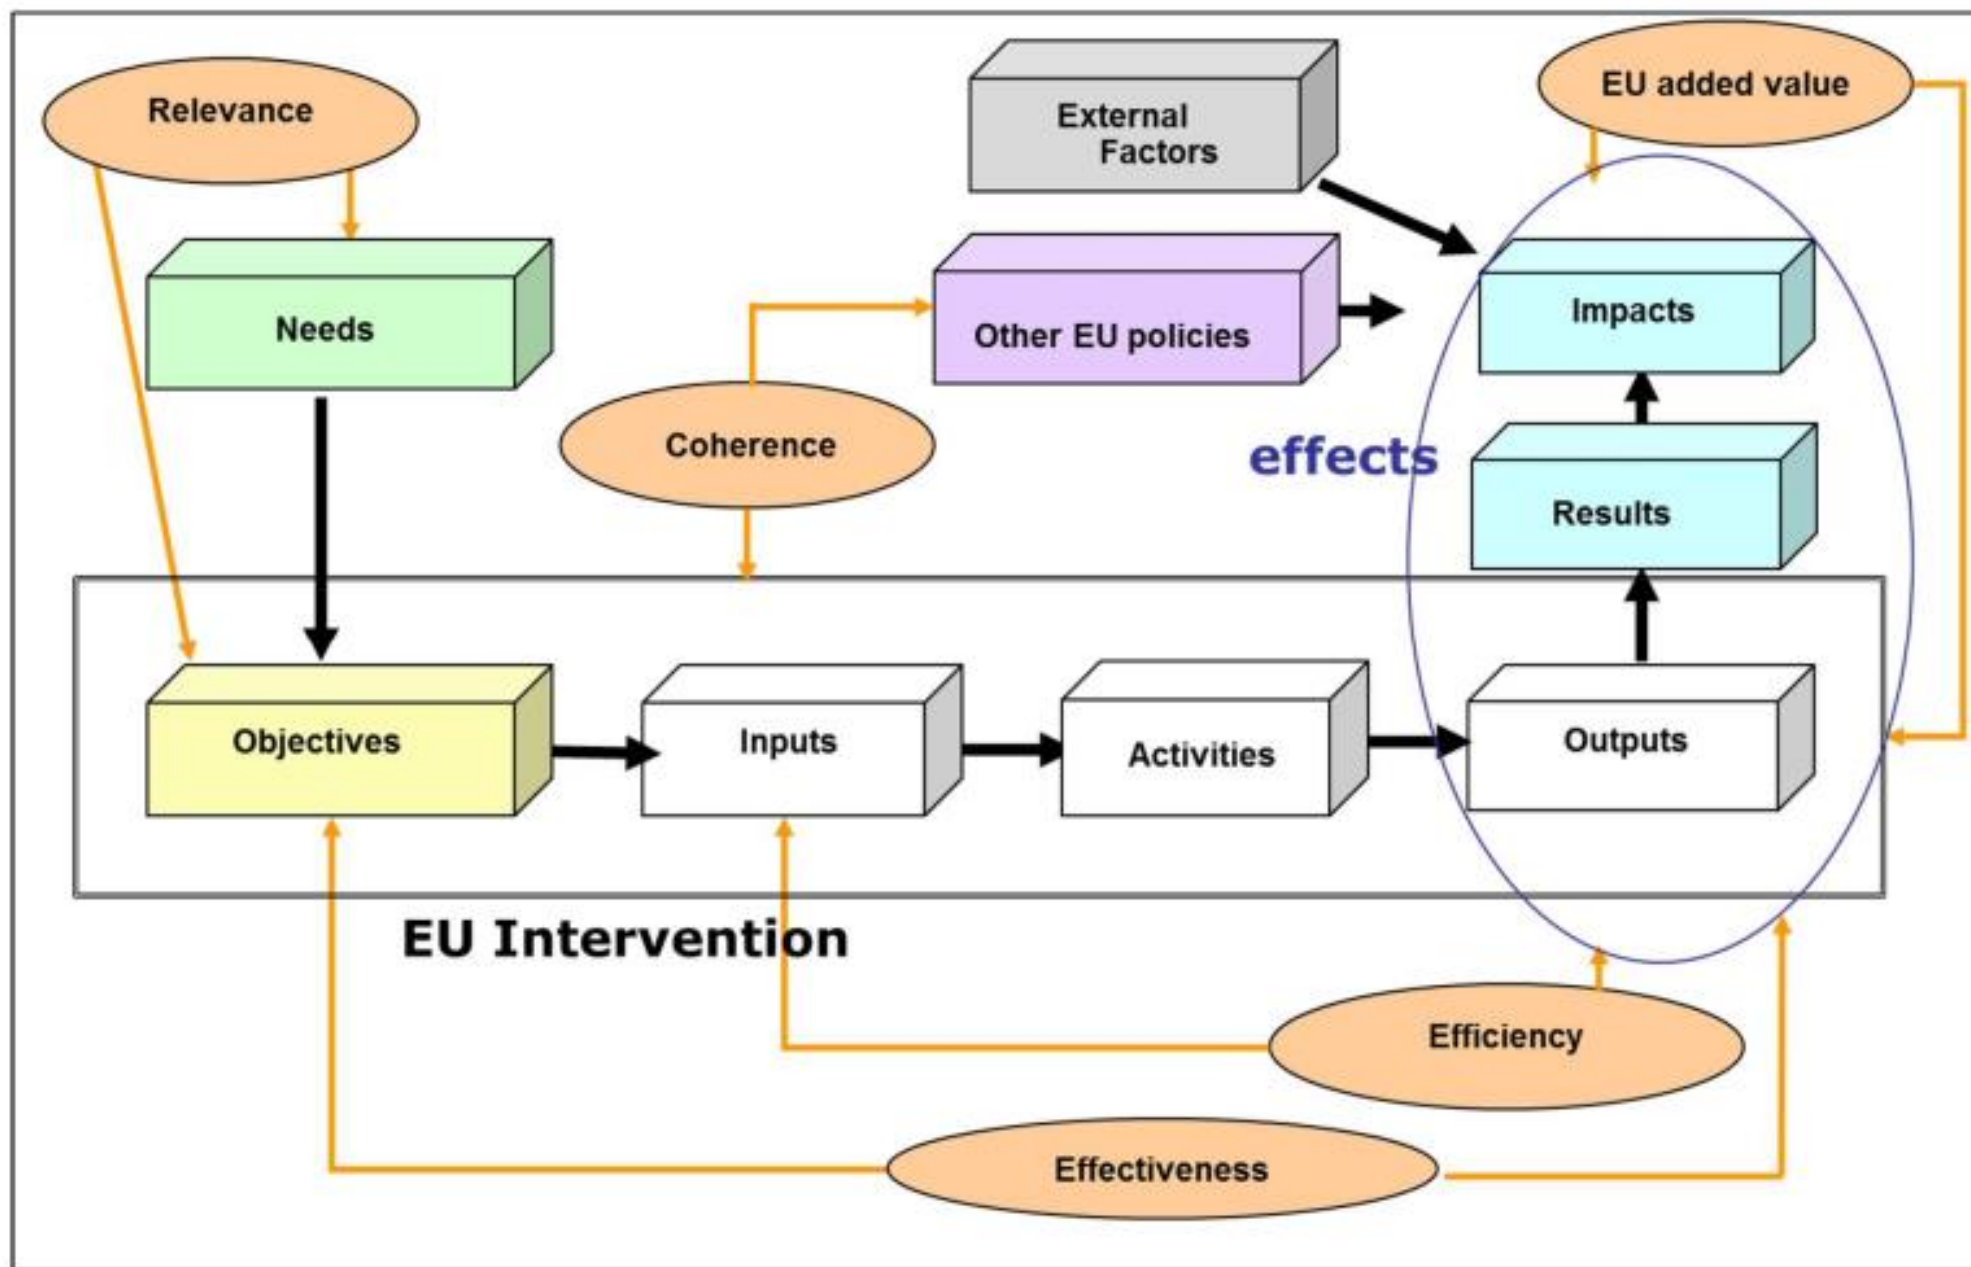 Relevance
External
Factors
EU added value
Needs
Other EU policies
Impacts
Coherence
effects
Results
Objectives
Inputs
Activities
Outputs
EU Intervention
Efficiency
Effectiveness